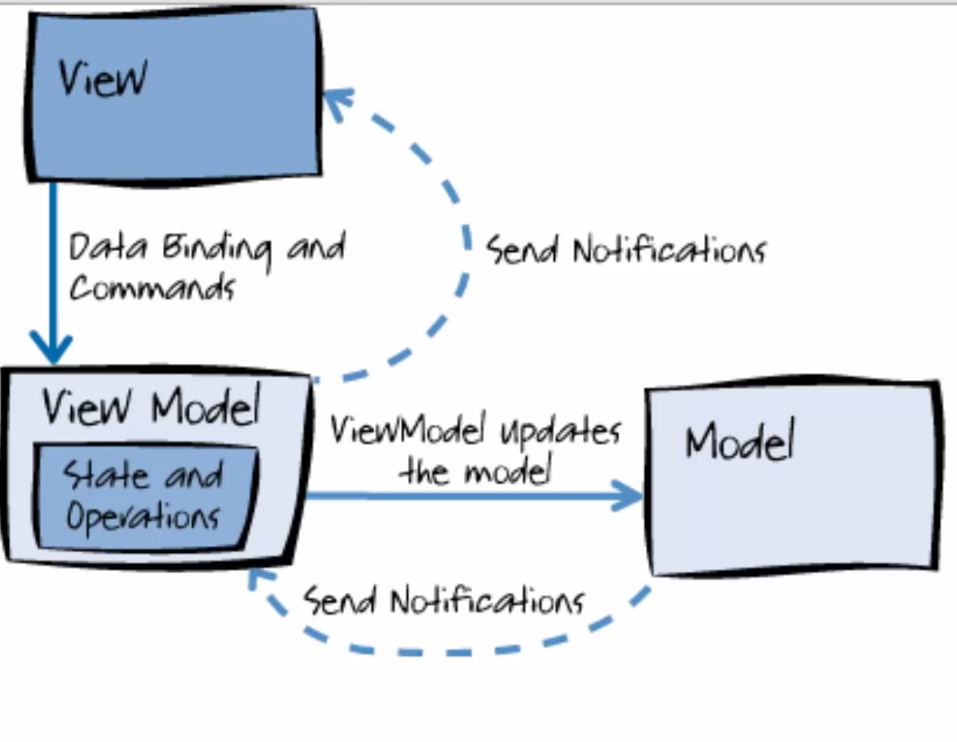 View
Data Binding and
Commands
Send Notifications
View Model
State and
Operations
ViewModel updates
the model
Model
Send Notifications